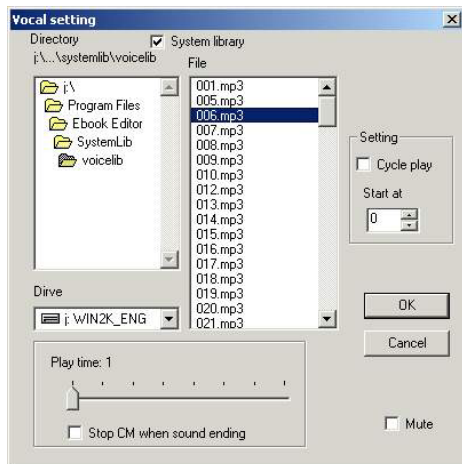 Vocal setting
Directory
System library
j:\...\systemlib\voicelib
File
j:\
Program Files
Ebook Editor
SystemLib
voicelib
001.mp3
005.mp3
006.mp3
007.mp3
008.mp3
009.mp3
010.mp3
012.mp3
013.mp3
014.mp3
015.mp3
016.mp3
017.mp3
018.mp3
019.mp3
020.mp3
021.mp3
Setting
Cycle play
Start at
0
Dirve
j: WIN2K_ENG
OK
Cancel
Play time: 1
Stop CM when sound ending
Mute